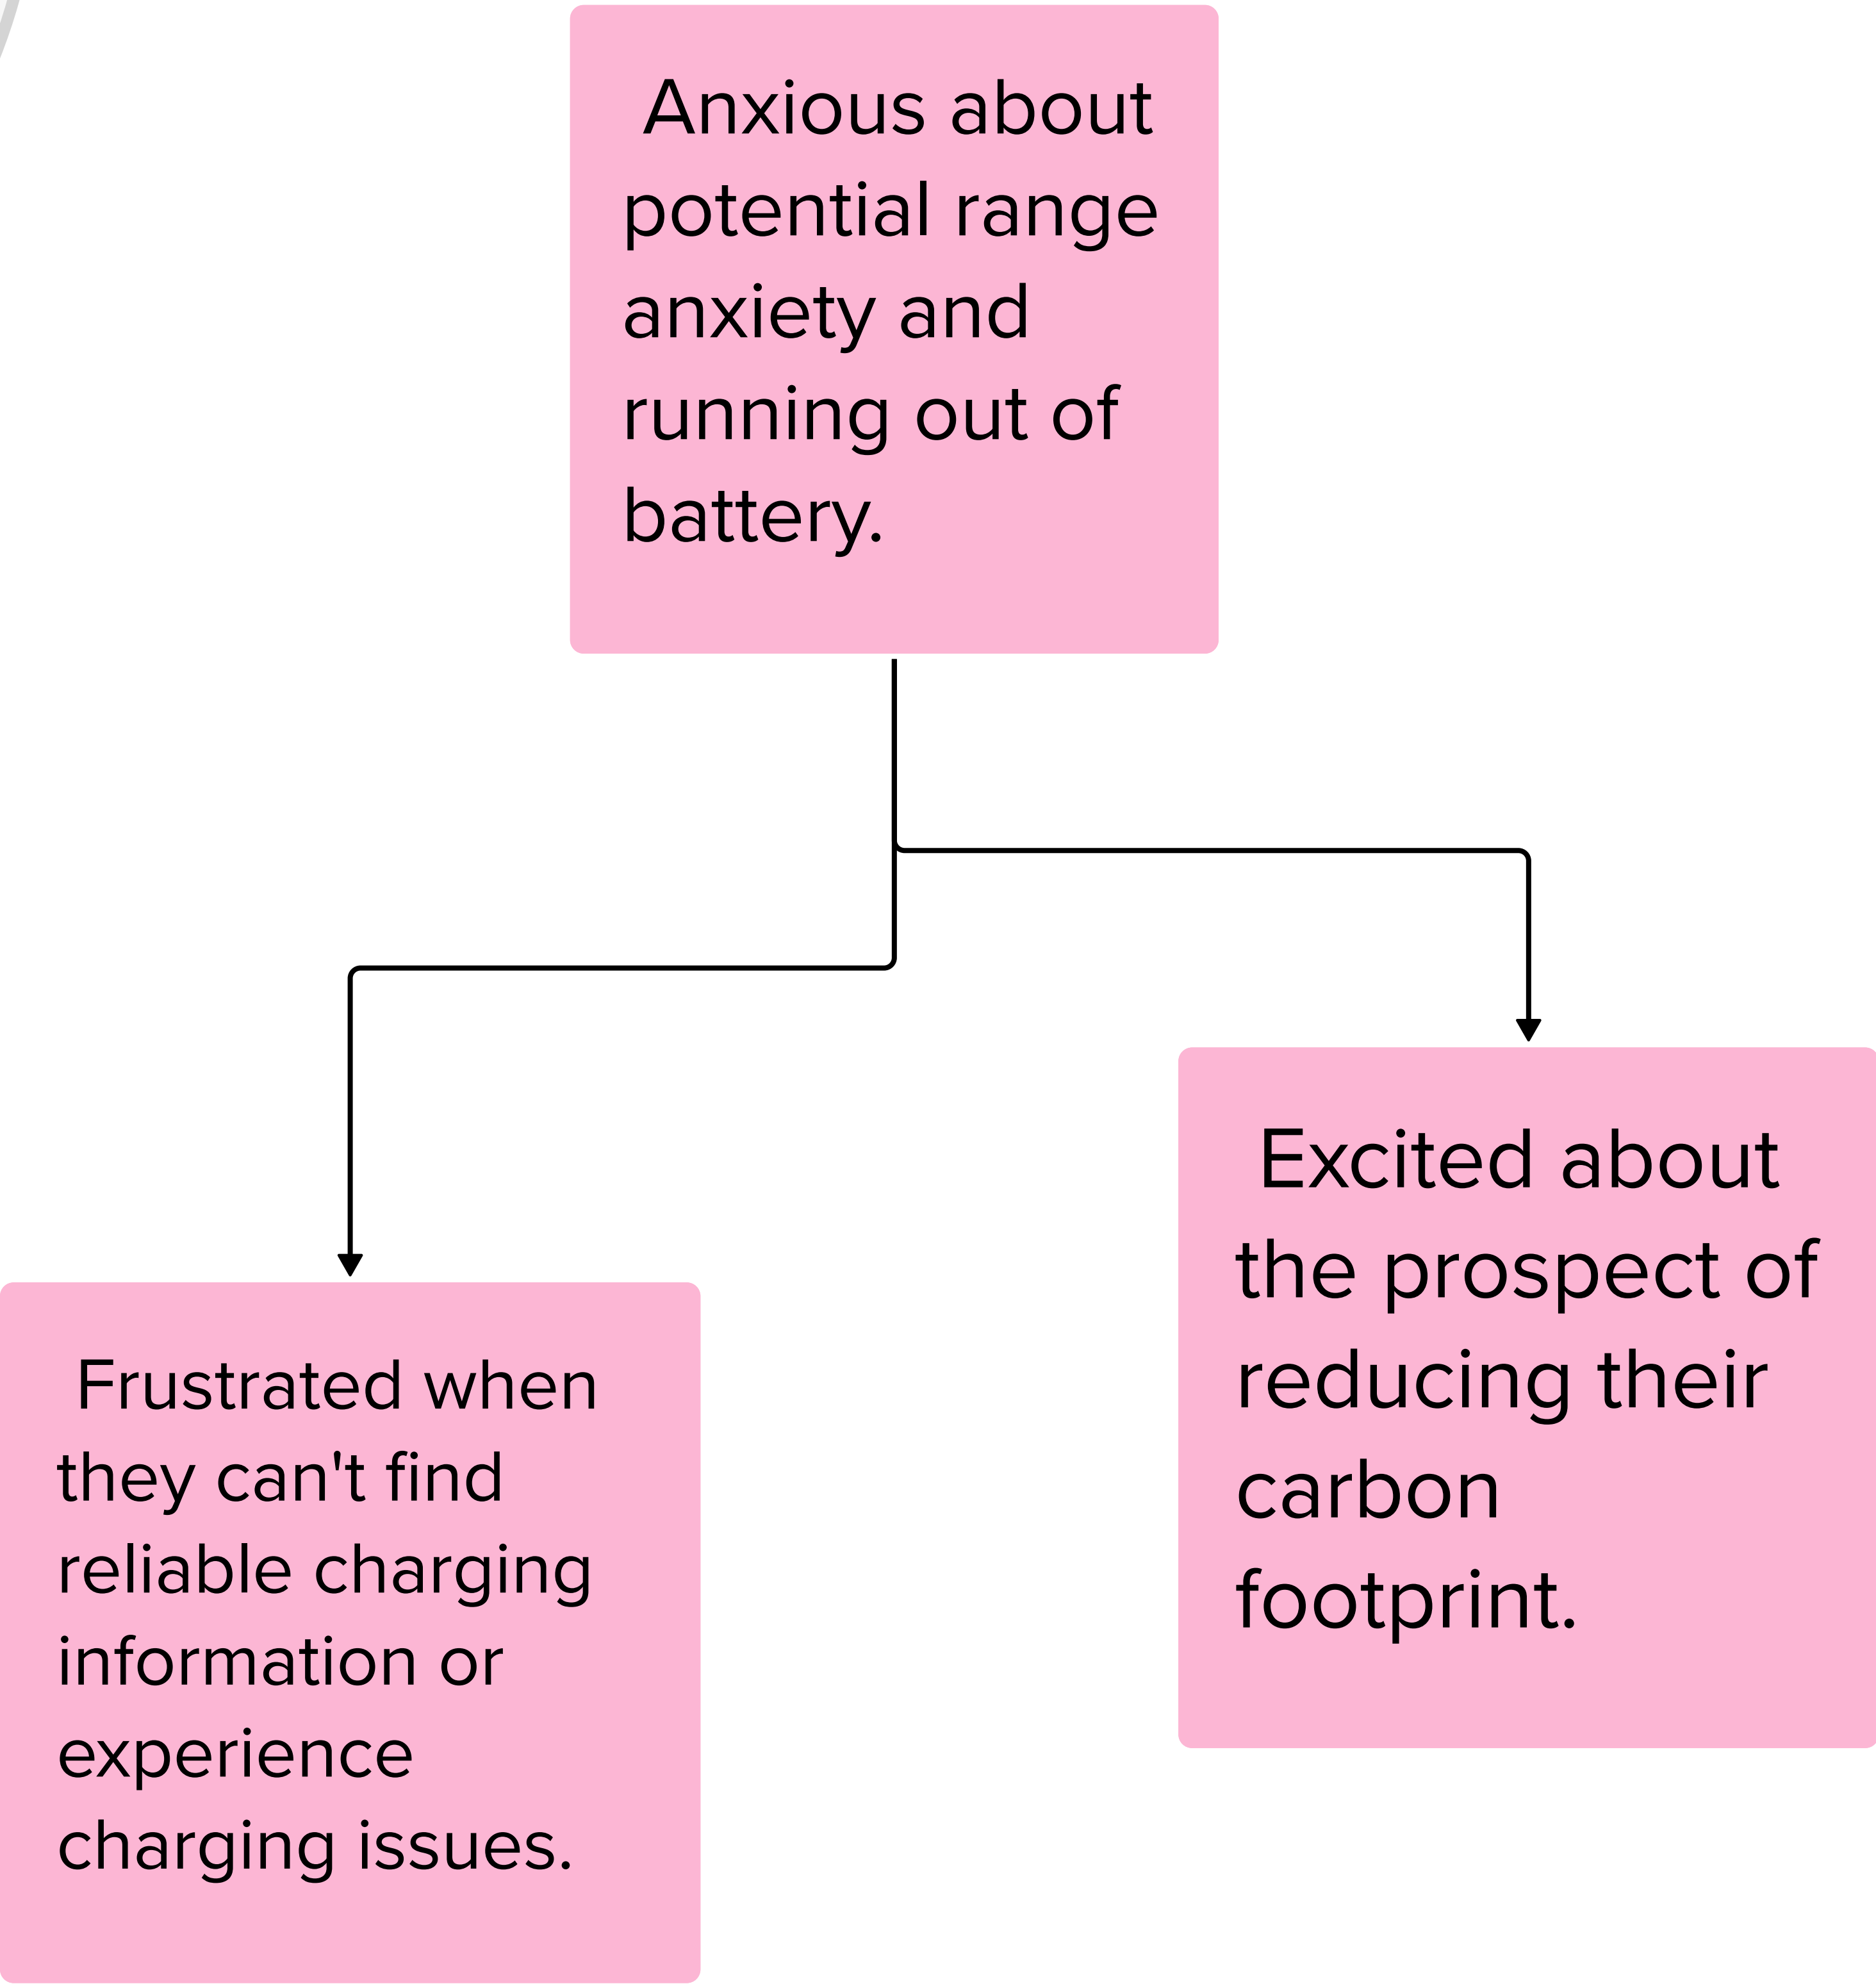 Anxious about
potential range
anxiety and
running out of
battery.
Excited about
the prospect of
reducing their
carbon
footprint.
Frustrated when
they can't find
reliable charging
information or
experience
charging issues.